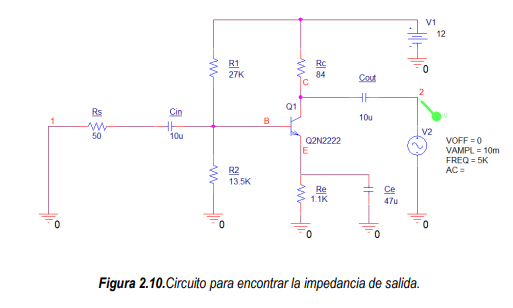 V1
12
0
R1
27K
Rc
84
C
Cout
10u
2
V
Rs
50
1
Cin
10u
B
Q1
Q2N2222
E
V2
VOFF = 0
VAMPL = 10m
FREQ = 5K
AC =
R2
13.5K
Re
1.1K
Ce
47u
0
0
0
0
0
Figura 2.10.Circuito para encontrar la impedancia de salida.